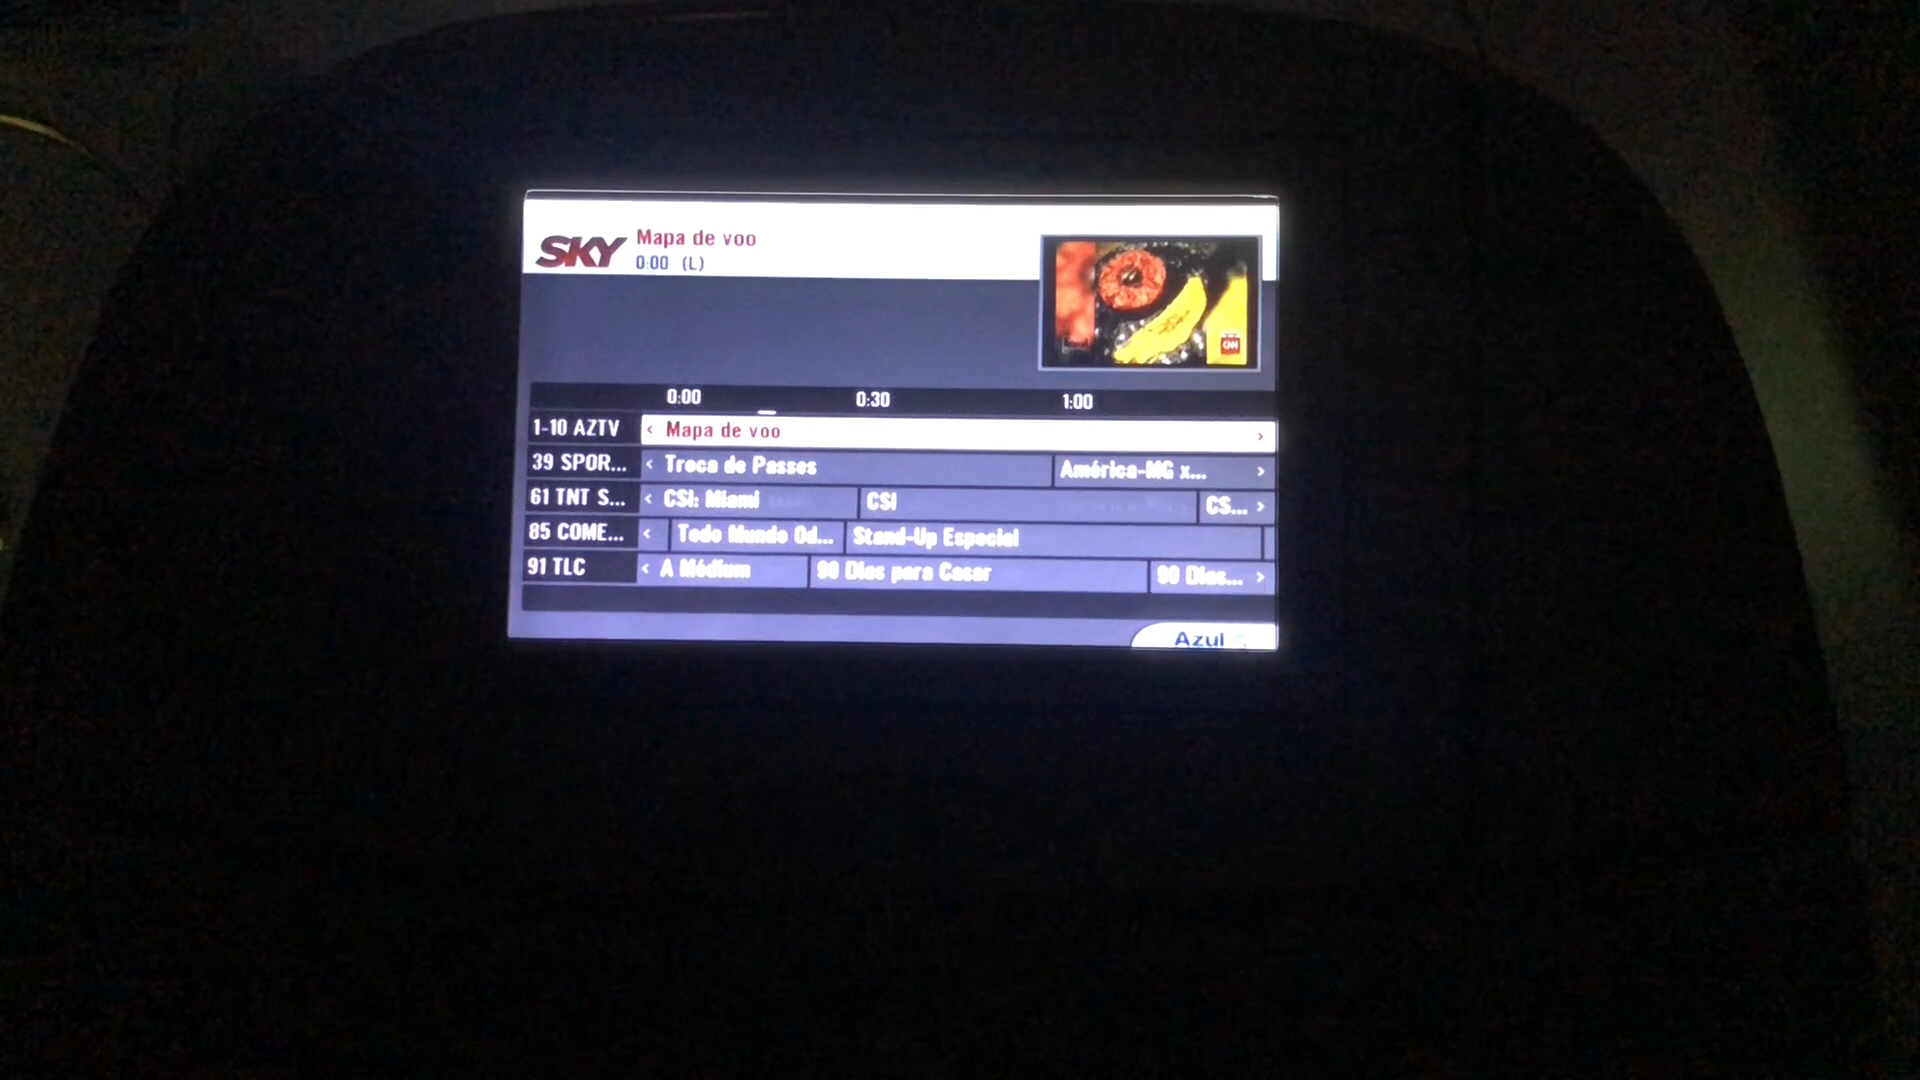 SKY
Mapa de voo
0:00 (L)
CNN
0:00 0:30 1:00
1-10 AZTV < Mapa de voo >
39 SPOR... < Troca de Passes América-MG x... >
61 TNT S... < CSI: Miami CSI CS... >
85 COME... < Todo Mundo Od... Stand-Up Especial
91 TLC < A Médium 90 Dias para Casar 90 Dias... >
Azul